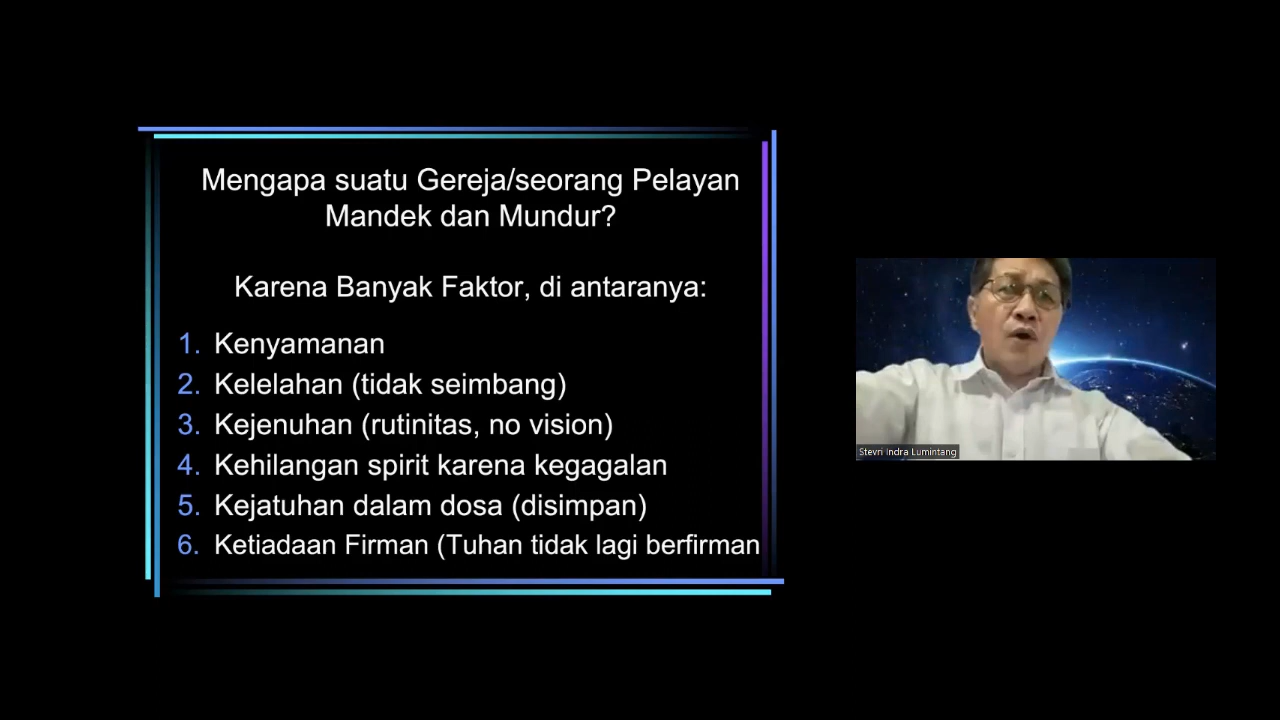 Mengapa suatu Gereja/seorang Pelayan
Mandek dan Mundur?
Karena Banyak Faktor, di antaranya:
1. Kenyamanan
2. Kelelahan (tidak seimbang)
3. Kejenuhan (rutinitas, no vision)
4. Kehilangan spirit karena kegagalan
5. Kejatuhan dalam dosa (disimpan)
6. Ketiadaan Firman (Tuhan tidak lagi berfirman
Stevri Indra Lumintang